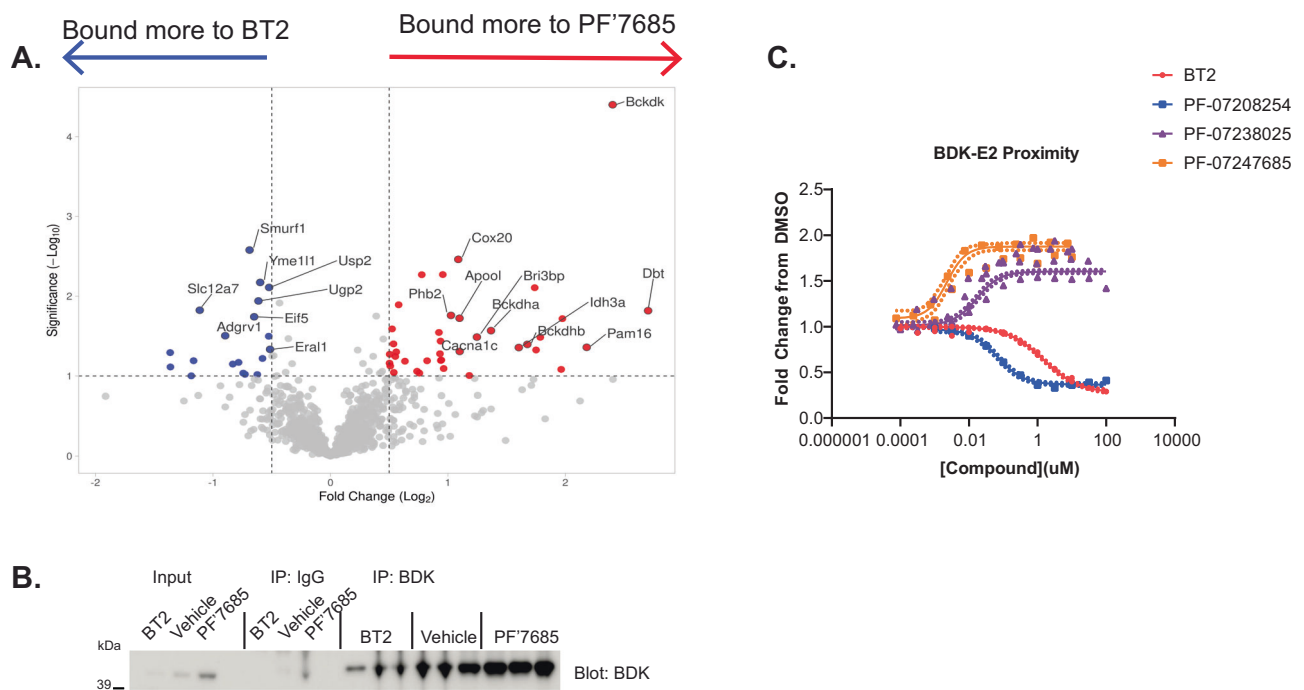 Bound more to BT2
Bound more to PF'7685
A.
Bckdk
4
3
Smurf1
Cox20
Yme1l1
Usp2
Apool
Bri3bp
Dbt
Ugp2
Phb2
Bckdha
Idh3a
Slc12a7
2
Eif5
Bckdhb
Adgrv1
Cacna1c
Pam16
Eral1
1
0
Significance (−Log10)
-2
-1
0
1
2
Fold Change (Log2)
C.
BT2
PF-07208254
PF-07238025
PF-07247685
BDK-E2 Proximity
Fold Change from DMSO
2.5
2.0
1.5
1.0
0.5
0.0
0.000001
0.0001
0.01
1
100
10000
[Compound](uM)
B.
Input
IP: IgG
IP: BDK
BT2
Vehicle
PF'7685
BT2
Vehicle
PF'7685
BT2
Vehicle
PF'7685
kDa
39
Blot: BDK